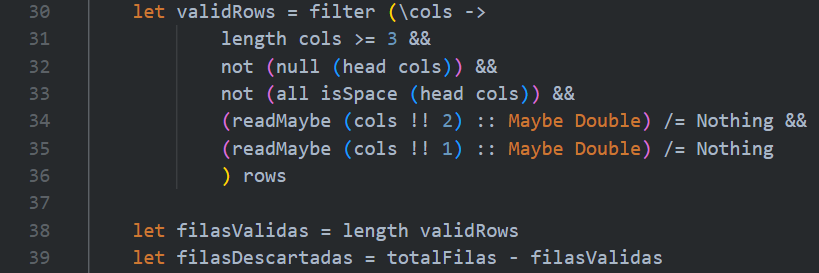 30 let validRows = filter (\cols ->
31 length cols >= 3 &&
32 not (null (head cols)) &&
33 not (all isSpace (head cols)) &&
34 (readMaybe (cols !! 2) :: Maybe Double) /= Nothing &&
35 (readMaybe (cols !! 1) :: Maybe Double) /= Nothing
36 ) rows
37
38 let filasValidas = length validRows
39 let filasDescartadas = totalFilas - filasValidas